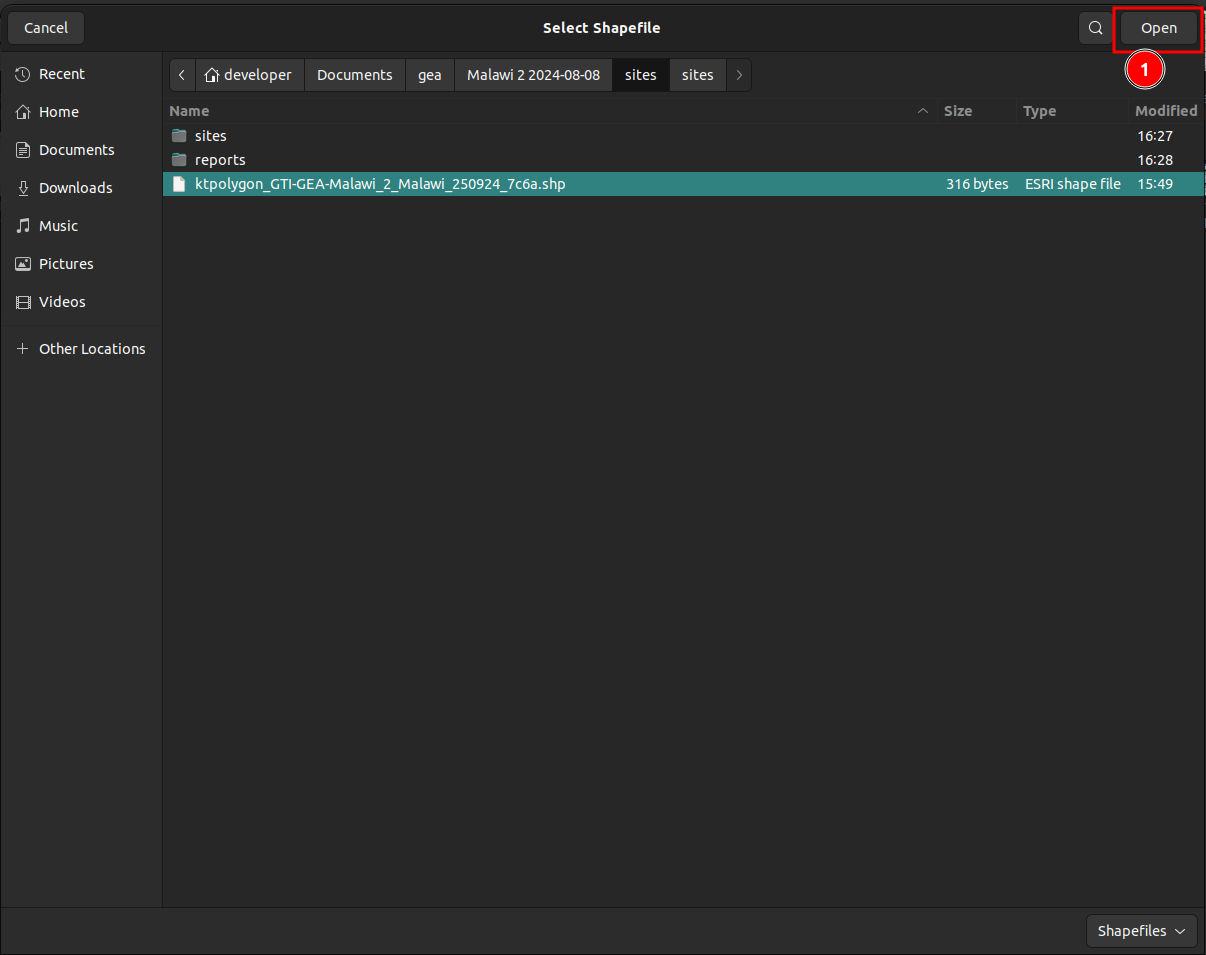 Cancel Select Shapefile Open
1
Recent
Home
Documents
Downloads
Music
Pictures
Videos
Other Locations
developer Documents gea Malawi 2 2024-08-08 sites sites
Name Size Type Modified
sites 16:27
reports 16:28
ktpolygon_GTI-GEA-Malawi_2_Malawi_250924_7c6a.shp 316 bytes ESRI shape file 15:49
Shapefiles